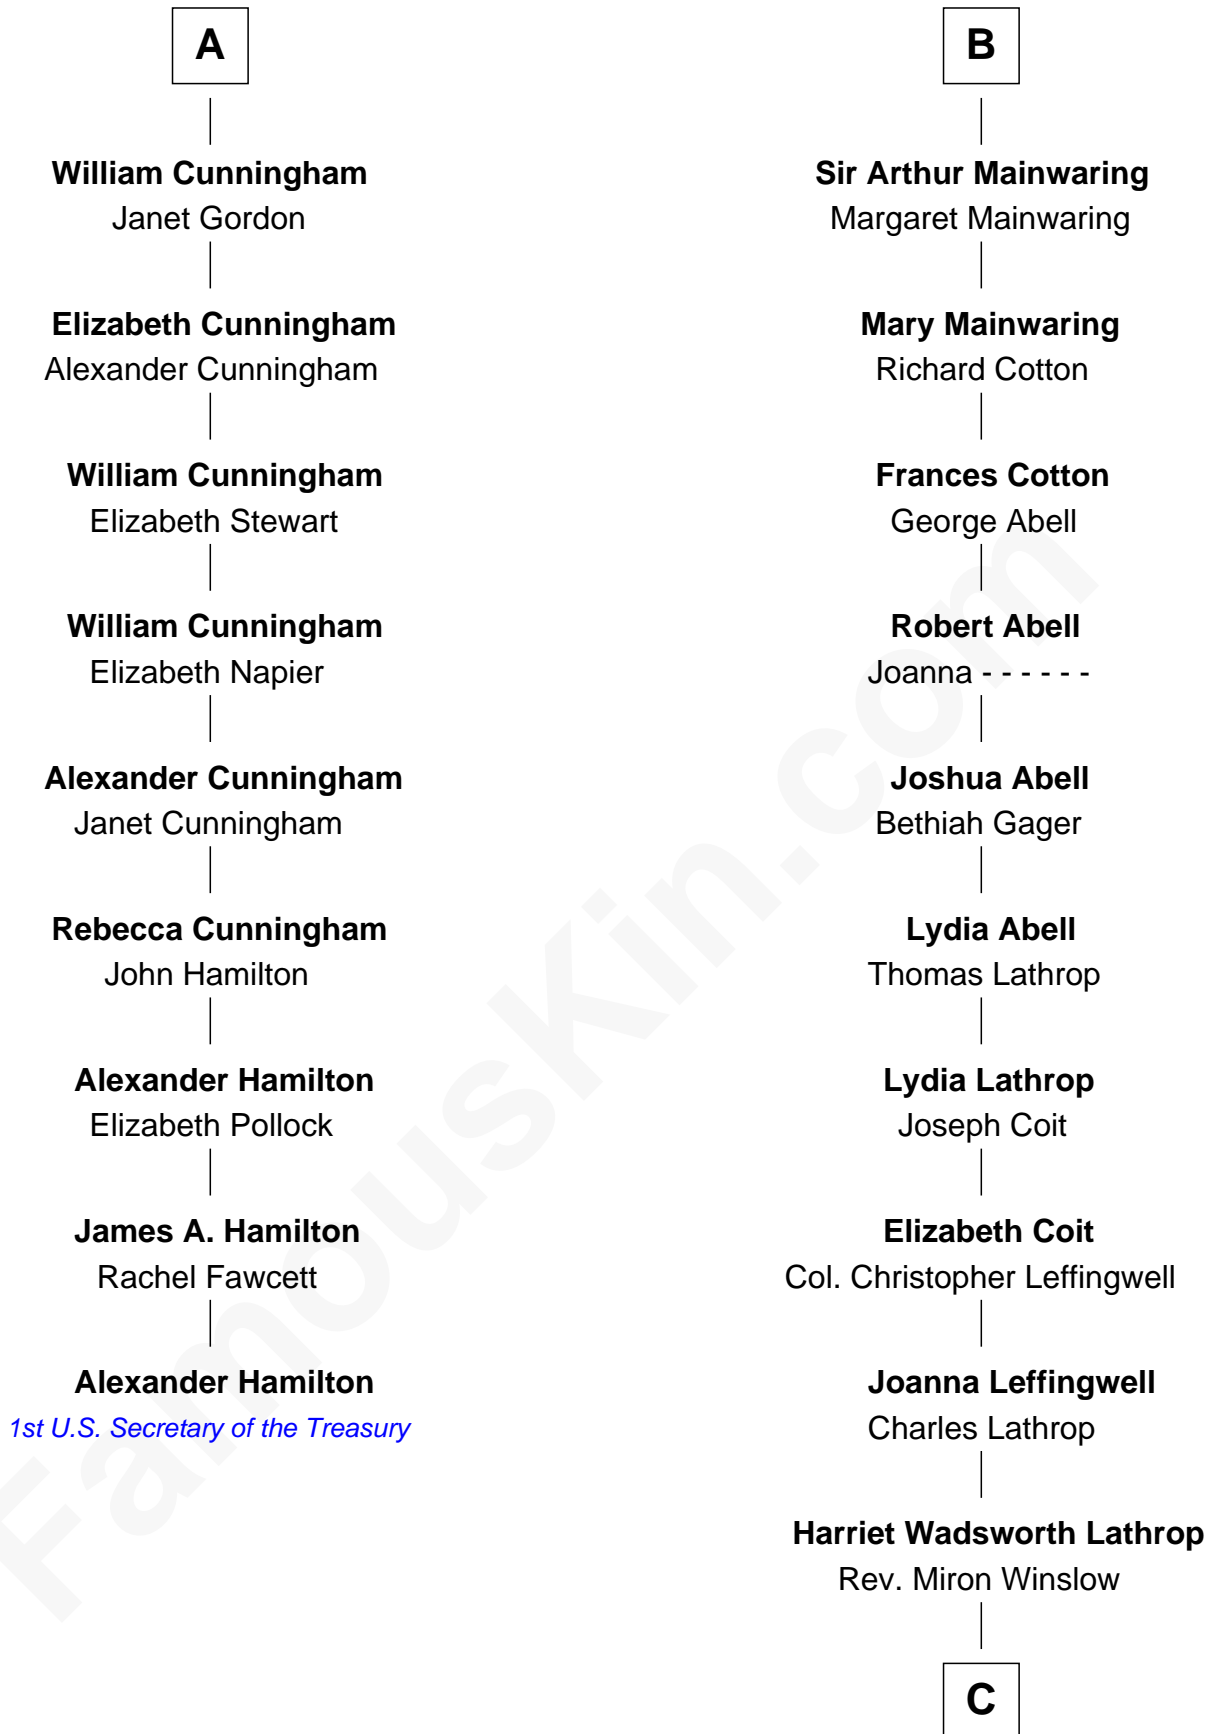 A
William Cunningham
Janet Gordon
Elizabeth Cunningham
Alexander Cunningham
William Cunningham
Elizabeth Stewart
William Cunningham
Elizabeth Napier
Alexander Cunningham
Janet Cunningham
Rebecca Cunningham
John Hamilton
Alexander Hamilton
Elizabeth Pollock
James A. Hamilton
Rachel Fawcett
Alexander Hamilton
1st U.S. Secretary of the Treasury
B
Sir Arthur Mainwaring
Margaret Mainwaring
Mary Mainwaring
Richard Cotton
Frances Cotton
George Abell
Robert Abell
Joanna - - - - - -
Joshua Abell
Bethiah Gager
Lydia Abell
Thomas Lathrop
Lydia Lathrop
Joseph Coit
Elizabeth Coit
Col. Christopher Leffingwell
Joanna Leffingwell
Charles Lathrop
Harriet Wadsworth Lathrop
Rev. Miron Winslow
C
FamousKin.com